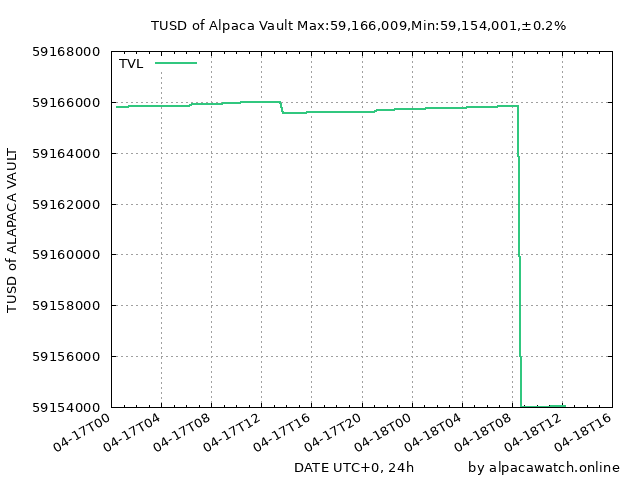 TUSD of Alpaca Vault Max:59,166,009,Min:59,154,001,±0.2%
TVL
59168000
59166000
59164000
59162000
59160000
59158000
59156000
59154000
TUSD of ALAPACA VAULT
04-17T00
04-17T04
04-17T08
04-17T12
04-17T16
04-17T20
04-18T00
04-18T04
04-18T08
04-18T12
04-18T16
DATE UTC+0, 24h
by alpacawatch.online